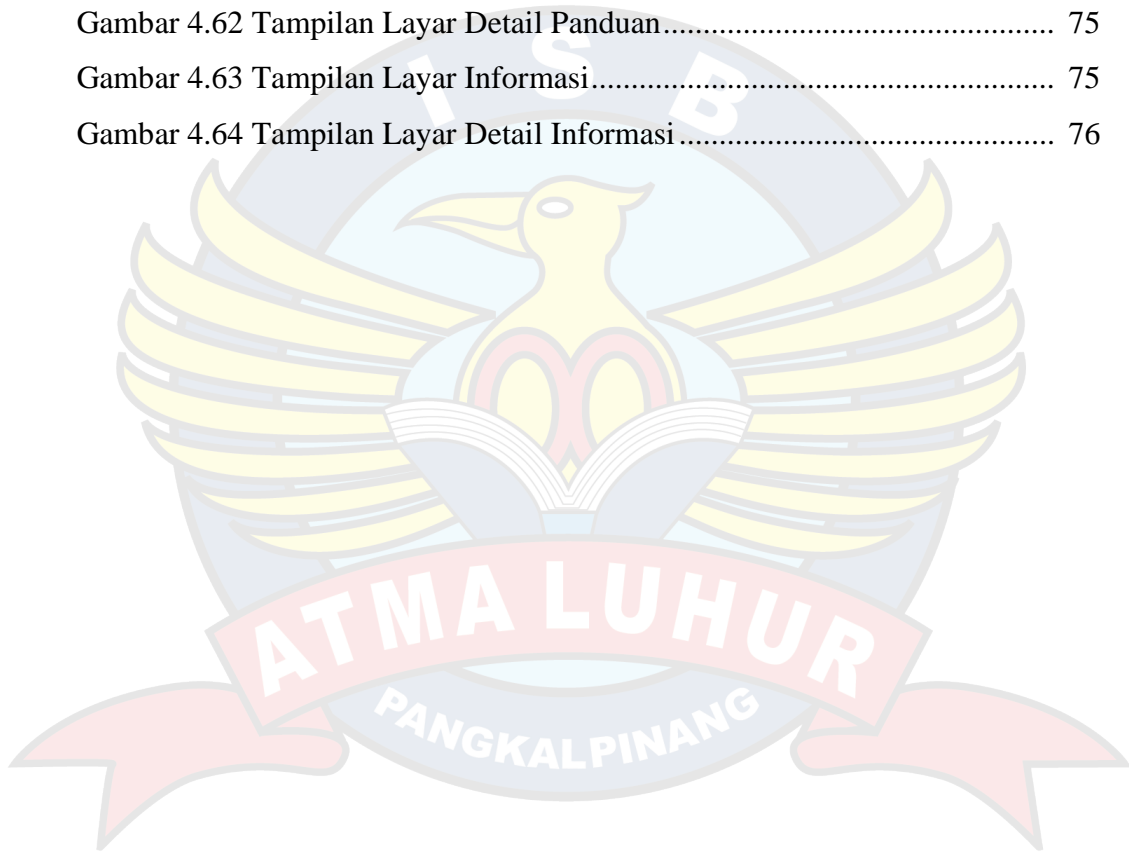 Gambar 4.62 Tampilan Layar Detail Panduan................................................. 75
Gambar 4.63 Tampilan Layar Informasi.......................................................... 75
Gambar 4.64 Tampilan Layar Detail Informasi ............................................... 76
I S B
ATMA LUHUR
PANGKALPINANG